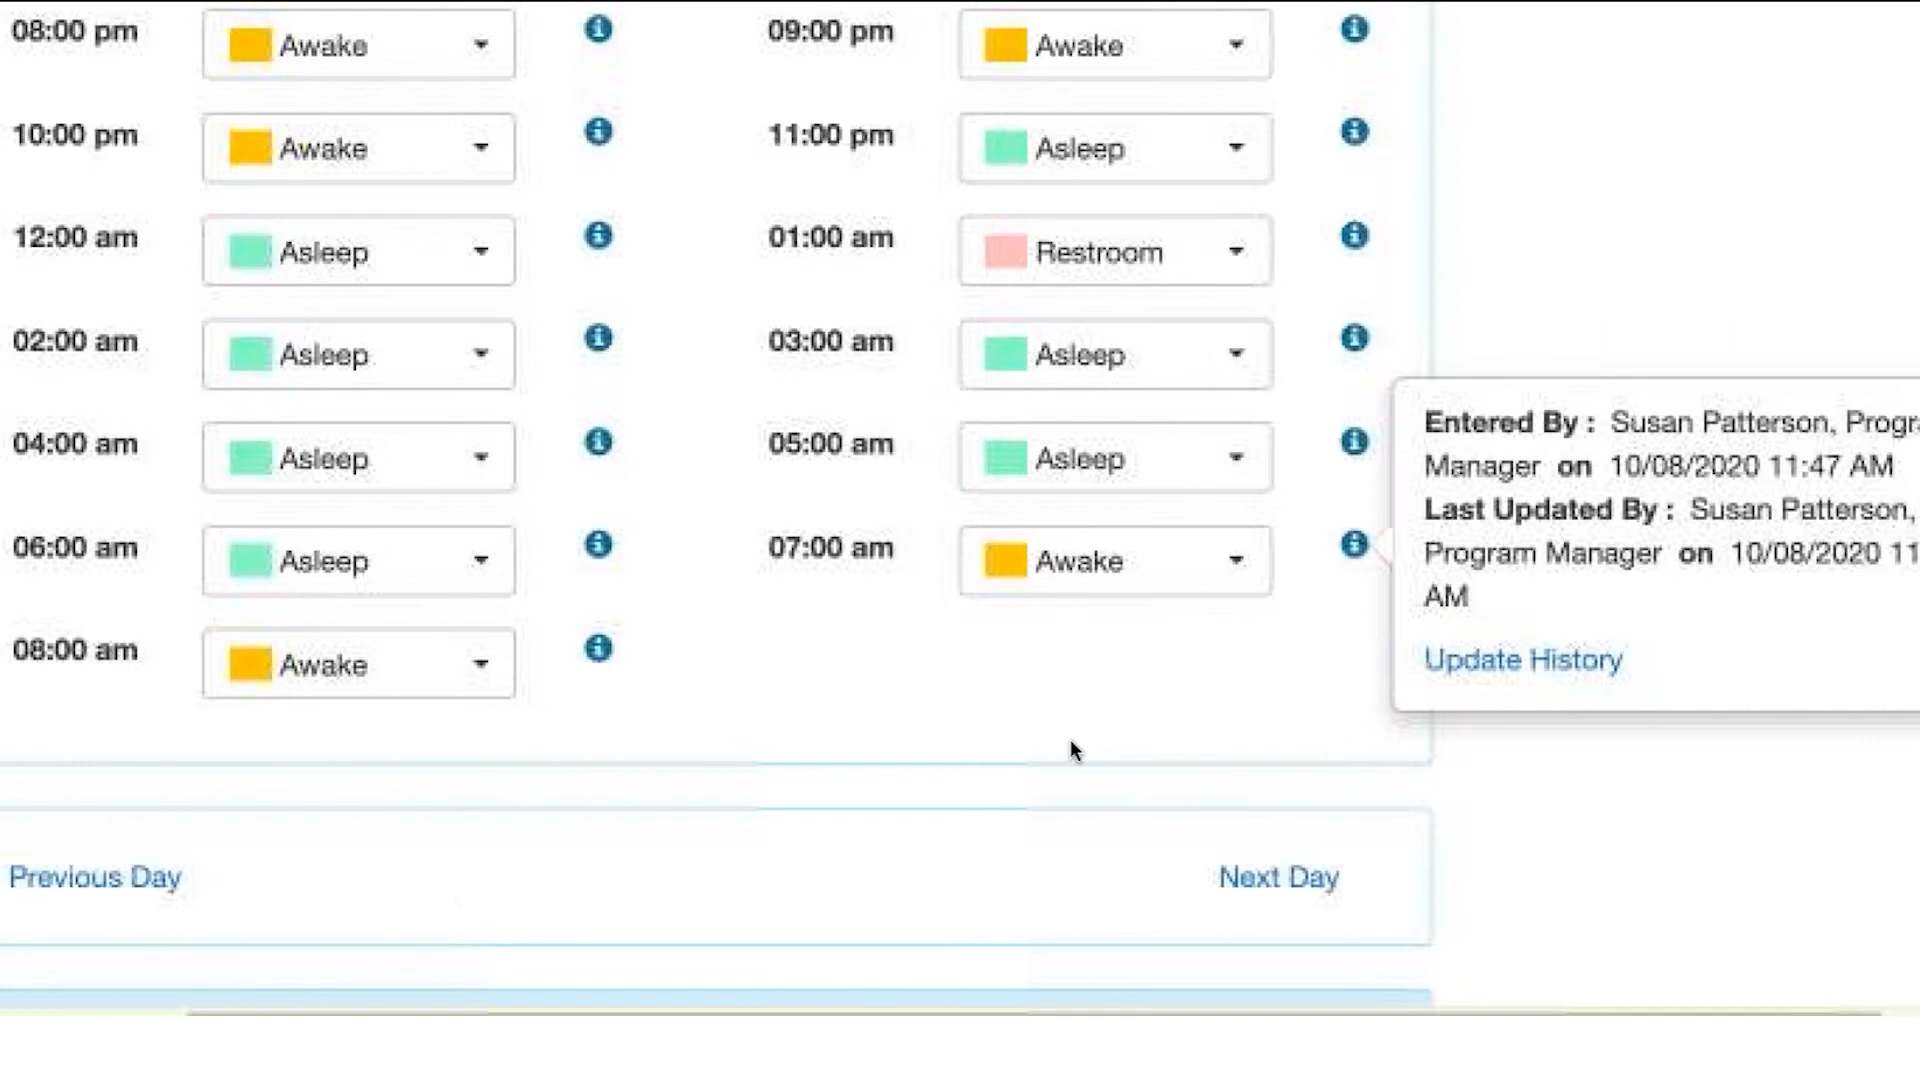 08:00 pm Awake 09:00 pm Awake
10:00 pm Awake 11:00 pm Asleep
12:00 am Asleep 01:00 am Restroom
02:00 am Asleep 03:00 am Asleep
04:00 am Asleep 05:00 am Asleep
06:00 am Asleep 07:00 am Awake
08:00 am Awake
Entered By : Susan Patterson,
Manager on 10/08/2020 11:47 AM
Last Updated By : Susan Patterson,
Program Manager on 10/08/2020 11
AM
Update History
Previous Day Next Day